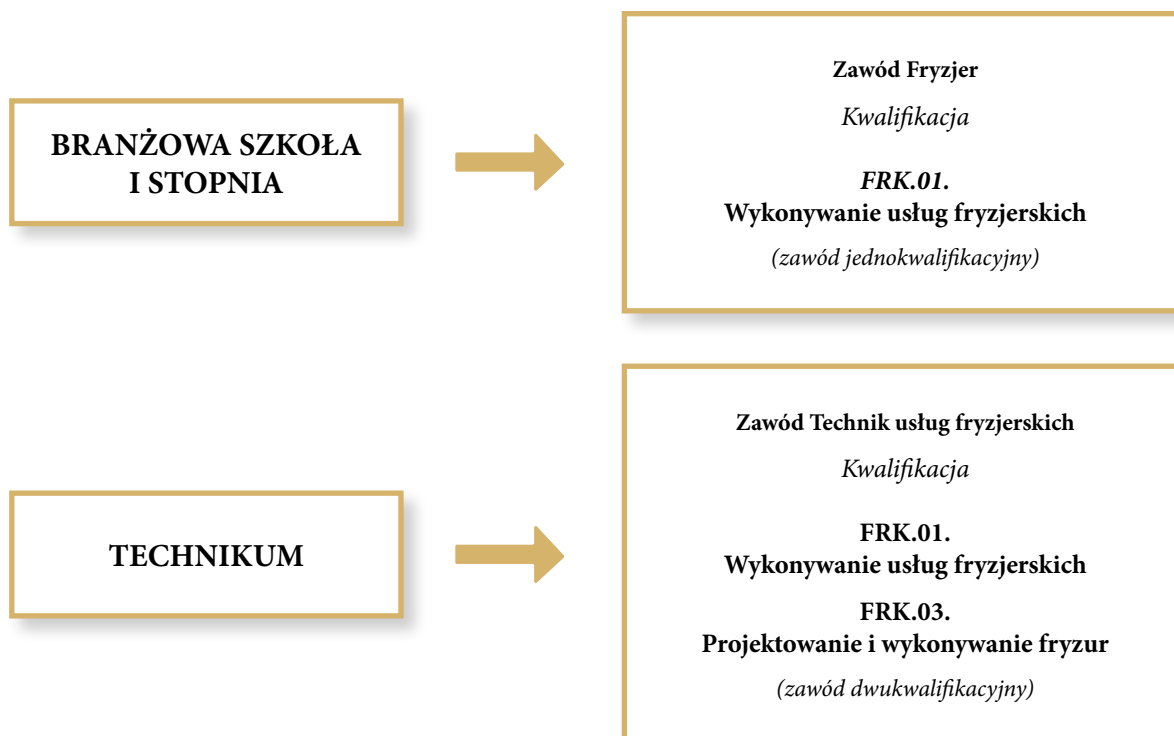 BRANŻOWA SZKOŁA
I STOPNIA
Zawód Fryzjer
Kwalifikacja
FRK.01.
Wykonywanie usług fryzjerskich
(zawód jednokwalifikacyjny)
TECHNIKUM
Zawód Technik usług fryzjerskich
Kwalifikacja
FRK.01.
Wykonywanie usług fryzjerskich
FRK.03.
Projektowanie i wykonywanie fryzur
(zawód dwukwalifikacyjny)